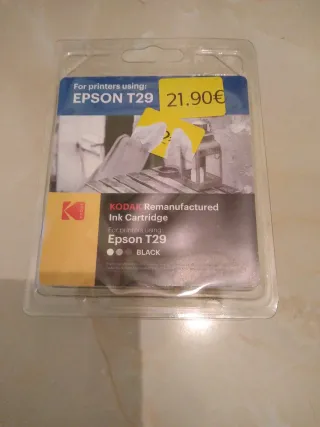 For printers using:
EPSON T29
21.90€
KODAK Remanufactured
Ink Cartridge
For printers using
Epson T29
BLACK